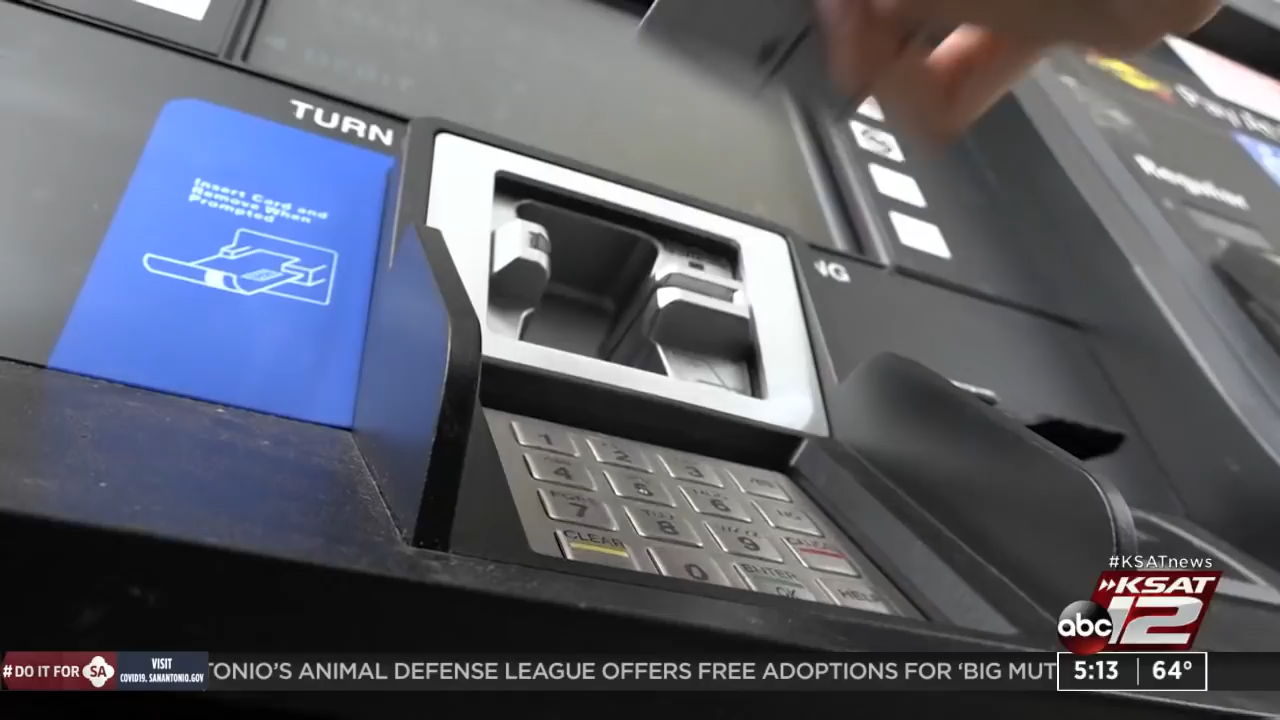 TURN
Insert Card and
Remove When
Prompted
Regular
1
2
3
4
5
6
7
8
9
CLEAR
0
ENTER
OK
HELP
#KSATnews
KSAT
abc 12
#DO IT FOR SA
VISIT
COVID19.SANANTONIO.GOV
TONIO'S ANIMAL DEFENSE LEAGUE OFFERS FREE ADOPTIONS FOR 'BIG MUT
5:13 64°